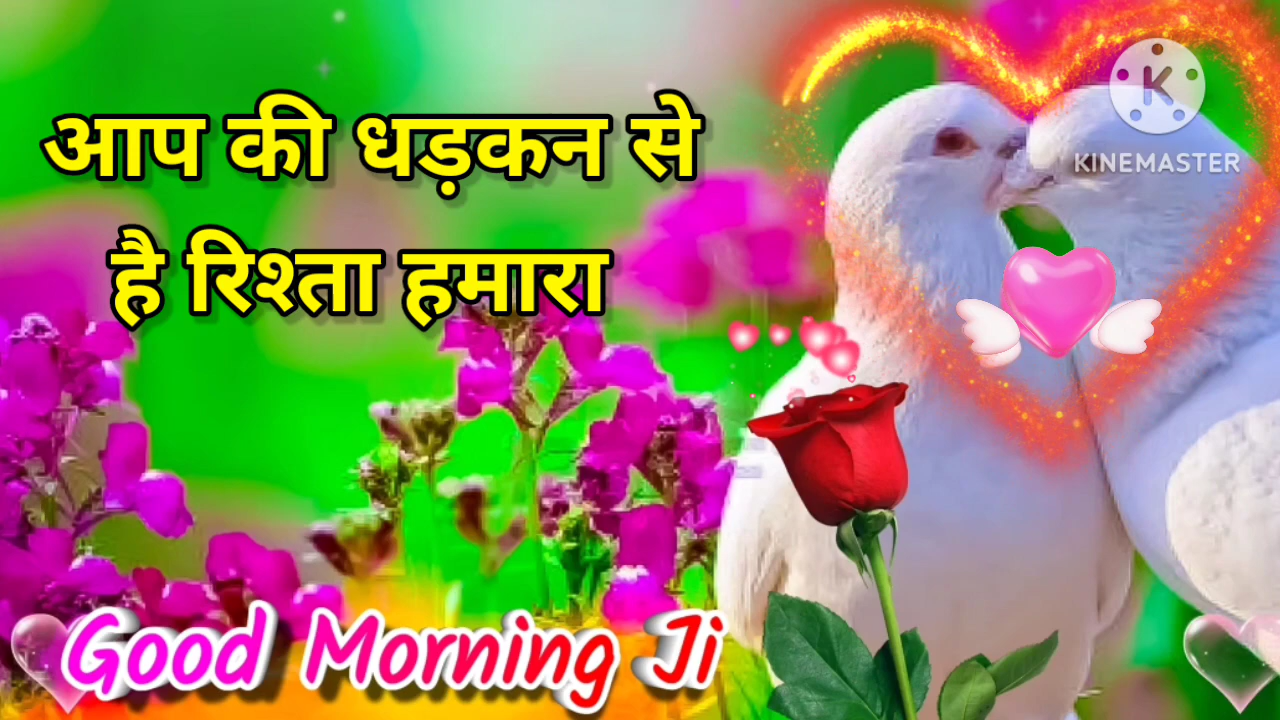 आप की धड़कन से
है रिश्ता हमारा
K
KINEMASTER
Good Morning Ji